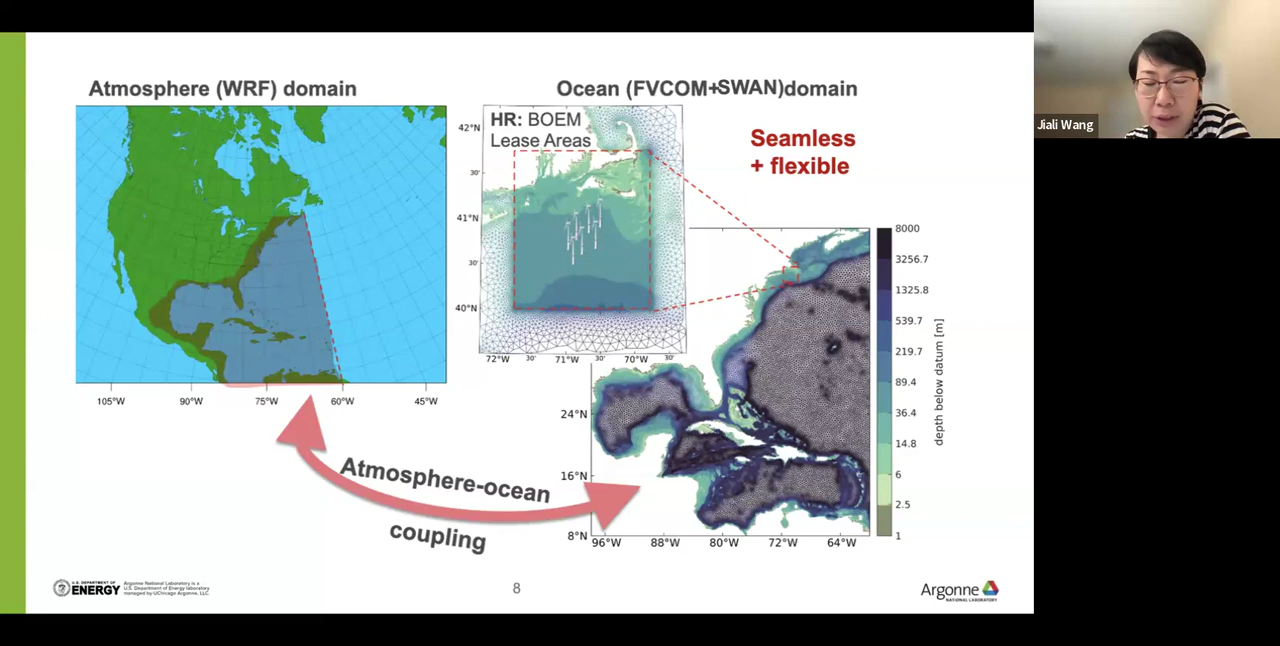 Atmosphere (WRF) domain
Ocean (FVCOM+SWAN)domain
HR: BOEM
Lease Areas
Seamless
+ flexible
42°N
30'
41°N
30'
40°N
72°W
30'
71°W
30'
70°W
105°W
90°W
75°W
60°W
45°W
24°N
16°N
8°N
96°W
88°W
80°W
72°W
64°W
8000
3256.7
1325.8
539.7
219.7
89.4
36.4
14.8
6
2.5
1
depth below datum [m]
Atmosphere-ocean
coupling
U.S. DEPARTMENT OF
ENERGY
Argonne National Laboratory is a
U.S. Department of Energy laboratory
managed by UChicago Argonne, LLC.
8
Argonne
NATIONAL LABORATORY
Jiali Wang